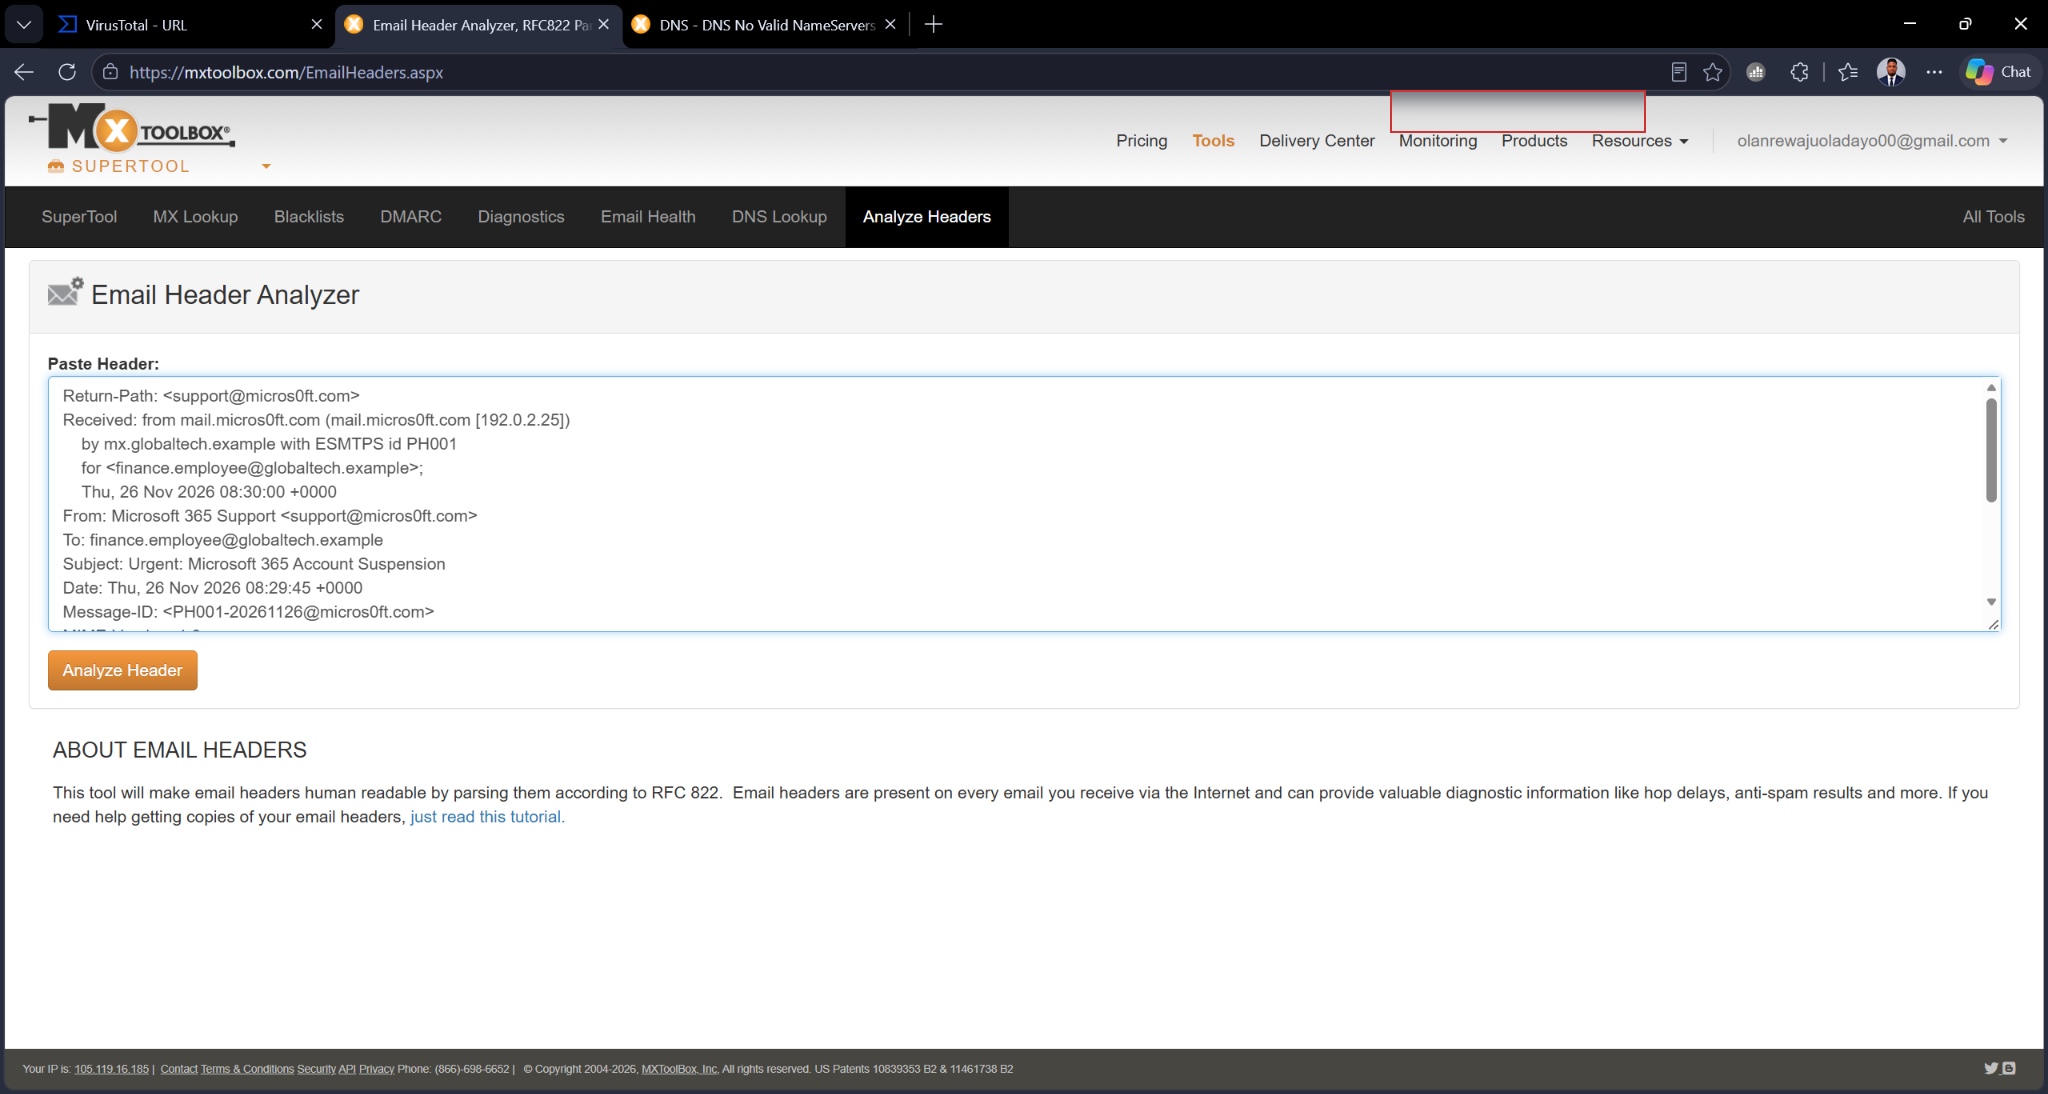 VirusTotal - URL
Email Header Analyzer, RFC822 Pa
DNS - DNS No Valid NameServers
https://mxtoolbox.com/EmailHeaders.aspx
Chat
MX TOOLBOX®
SUPERTOOL
Pricing Tools Delivery Center Monitoring Products Resources olanrewajuoladayo00@gmail.com
SuperTool MX Lookup Blacklists DMARC Diagnostics Email Health DNS Lookup Analyze Headers All Tools
Email Header Analyzer
Paste Header:
Return-Path: <support@micros0ft.com>
Received: from mail.micros0ft.com (mail.micros0ft.com [192.0.2.25])
by mx.globaltech.example with ESMTPS id PH001
for <finance.employee@globaltech.example>;
Thu, 26 Nov 2026 08:30:00 +0000
From: Microsoft 365 Support <support@micros0ft.com>
To: finance.employee@globaltech.example
Subject: Urgent: Microsoft 365 Account Suspension
Date: Thu, 26 Nov 2026 08:29:45 +0000
Message-ID: <PH001-20261126@micros0ft.com>
Analyze Header
ABOUT EMAIL HEADERS
This tool will make email headers human readable by parsing them according to RFC 822. Email headers are present on every email you receive via the Internet and can provide valuable diagnostic information like hop delays, anti-spam results and more. If you
need help getting copies of your email headers, just read this tutorial.
Your IP is: 105.119.16.185 | Contact Terms & Conditions Security API Privacy Phone: (866)-698-6652 | © Copyright 2004-2026, MXToolBox, Inc, All rights reserved. US Patents 10839353 B2 & 11461738 B2